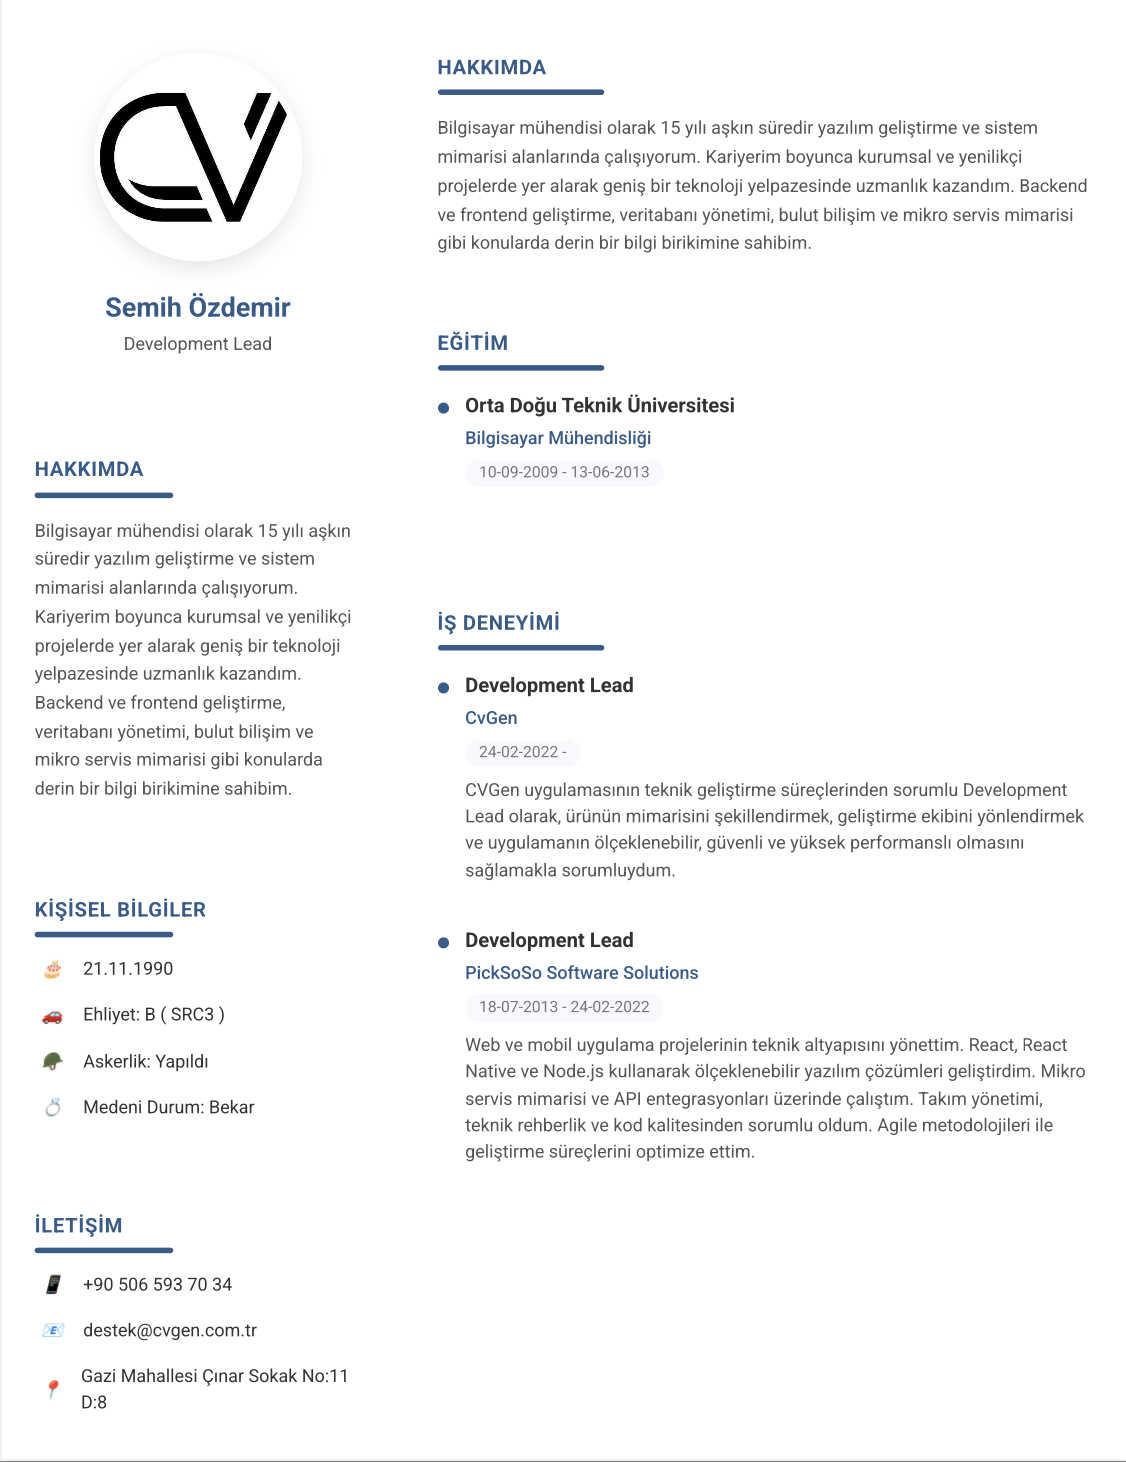 CV
Semih Özdemir
Development Lead
HAKKIMDA
Bilgisayar mühendisi olarak 15 yılı aşkın
süredir yazılım geliştirme ve sistem
mimarisi alanlarında çalışıyorum.
Kariyerim boyunca kurumsal ve yenilikçi
projelerde yer alarak geniş bir teknoloji
yelpazesinde uzmanlık kazandım.
Backend ve frontend geliştirme,
veritabanı yönetimi, bulut bilişim ve
mikro servis mimarisi gibi konularda
derin bir bilgi birikimine sahibim.
KİŞİSEL BİLGİLER
21.11.1990
Ehliyet: B ( SRC3 )
Askerlik: Yapıldı
Medeni Durum: Bekar
İLETİŞİM
+90 506 593 70 34
destek@cvgen.com.tr
Gazi Mahallesi Çınar Sokak No:11
D:8
HAKKIMDA
Bilgisayar mühendisi olarak 15 yılı aşkın süredir yazılım geliştirme ve sistem
mimarisi alanlarında çalışıyorum. Kariyerim boyunca kurumsal ve yenilikçi
projelerde yer alarak geniş bir teknoloji yelpazesinde uzmanlık kazandım. Backend
ve frontend geliştirme, veritabanı yönetimi, bulut bilişim ve mikro servis mimarisi
gibi konularda derin bir bilgi birikimine sahibim.
EĞİTİM
Orta Doğu Teknik Üniversitesi
Bilgisayar Mühendisliği
10-09-2009 - 13-06-2013
İŞ DENEYİMİ
Development Lead
CvGen
24-02-2022 -
CVGen uygulamasının teknik geliştirme süreçlerinden sorumlu Development
Lead olarak, ürünün mimarisini şekillendirmek, geliştirme ekibini yönlendirmek
ve uygulamanın ölçeklenebilir, güvenli ve yüksek performanslı olmasını
sağlamakla sorumluydum.
Development Lead
PickSoSo Software Solutions
18-07-2013 - 24-02-2022
Web ve mobil uygulama projelerinin teknik altyapısını yönettim. React, React
Native ve Node.js kullanarak ölçeklenebilir yazılım çözümleri geliştirdim. Mikro
servis mimarisi ve API entegrasyonları üzerinde çalıştım. Takım yönetimi,
teknik rehberlik ve kod kalitesinden sorumlu oldum. Agile metodolojileri ile
geliştirme süreçlerini optimize ettim.